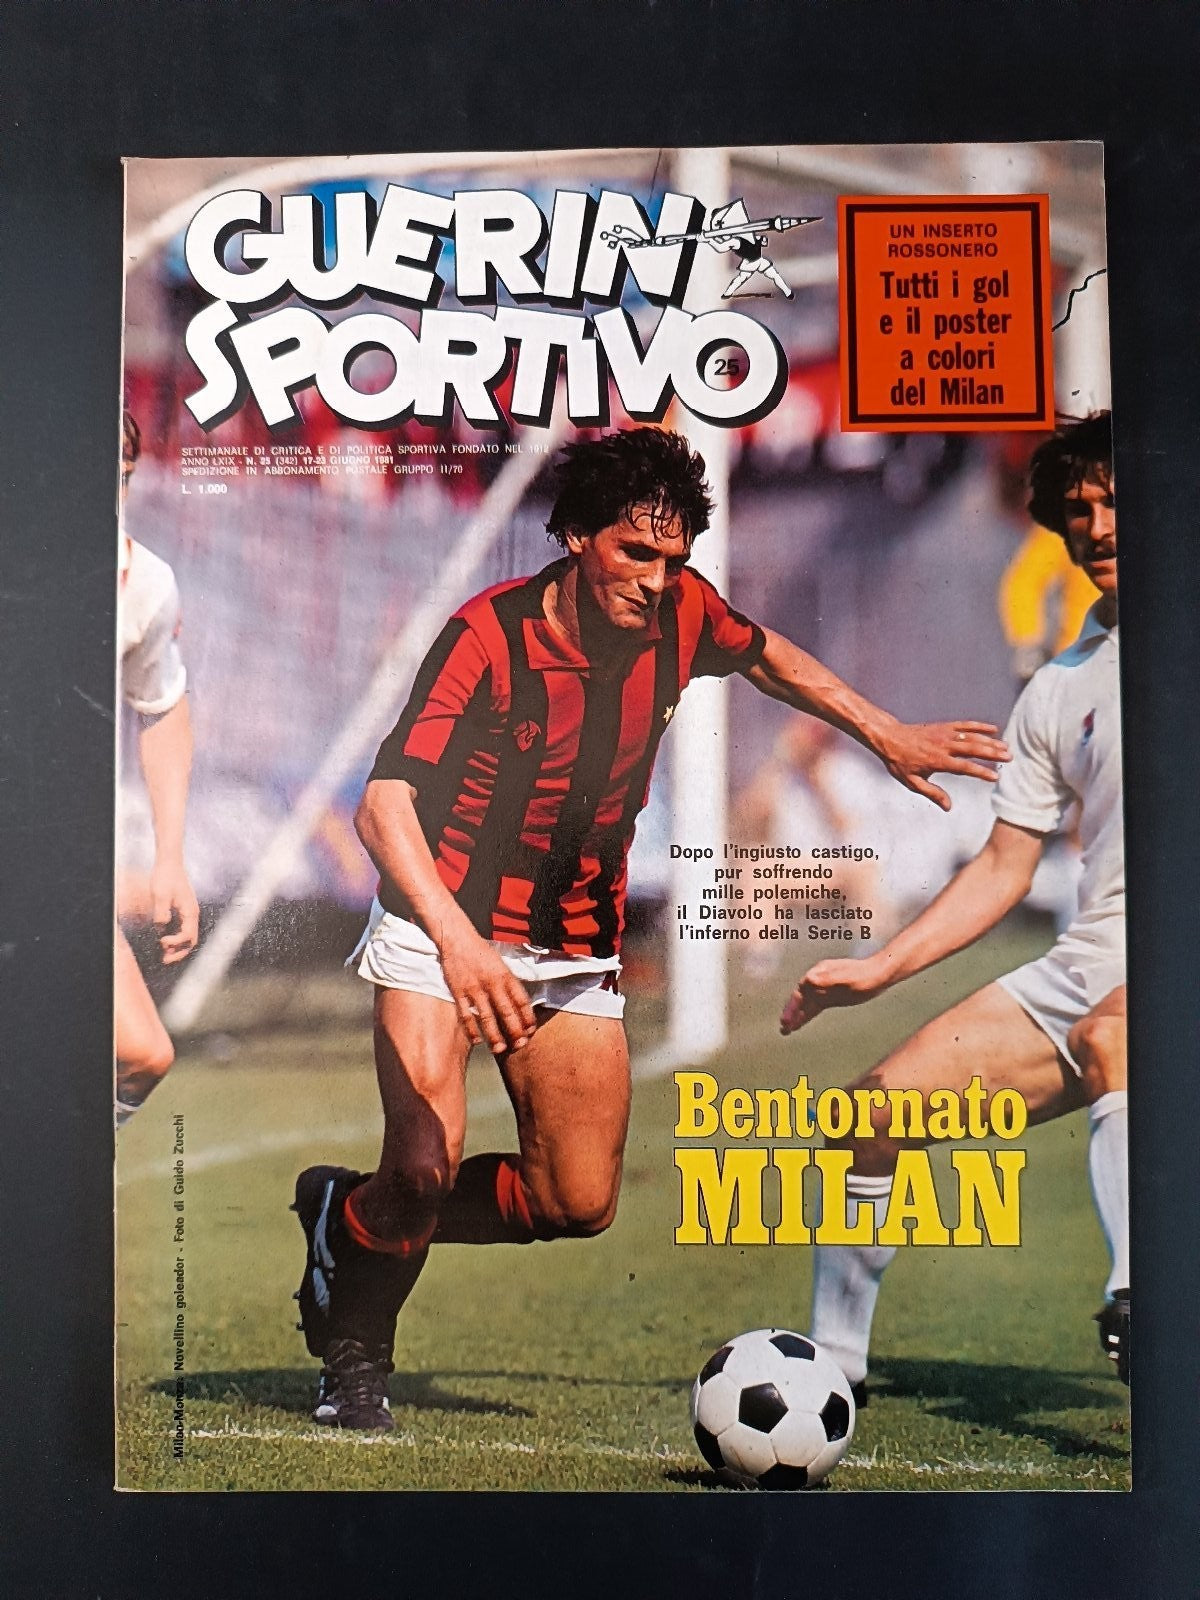 GUERIN
SPORTIVO
25
UN INSERTO
ROSSONERO
Tutti i gol
e il poster
a colori
del Milan
SETTIMANALE DI CRITICA E DI POLITICA SPORTIVA FONDATO NEL 1912
ANNO LXIX - N. 25 (342) 17-23 GIUGNO 1981
SPEDIZIONE IN ABBONAMENTO POSTALE GRUPPO II/70
L. 1.000
Dopo l'ingiusto castigo,
pur soffrendo
mille polemiche,
il Diavolo ha lasciato
l'inferno della Serie B
Bentornato
MILAN
Milan-Monza: Novellino goleador - Foto di Guido Zucchi